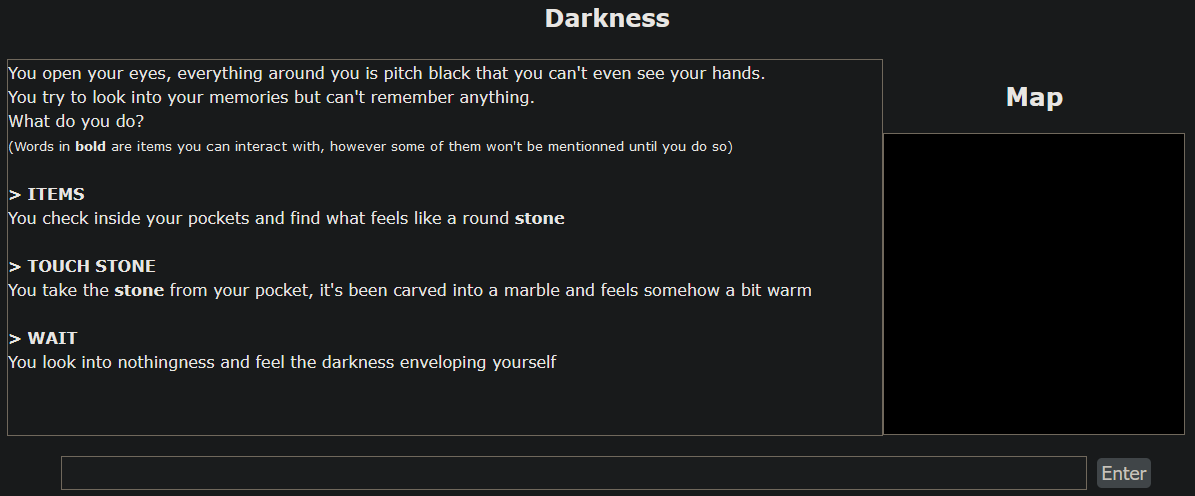 Darkness
You open your eyes, everything around you is pitch black that you can't even see your hands.
You try to look into your memories but can't remember anything.
What do you do?
(Words in bold are items you can interact with, however some of them won't be mentionned until you do so)
> ITEMS
You check inside your pockets and find what feels like a round stone
> TOUCH STONE
You take the stone from your pocket, it's been carved into a marble and feels somehow a bit warm
> WAIT
You look into nothingness and feel the darkness enveloping yourself
Map
Enter